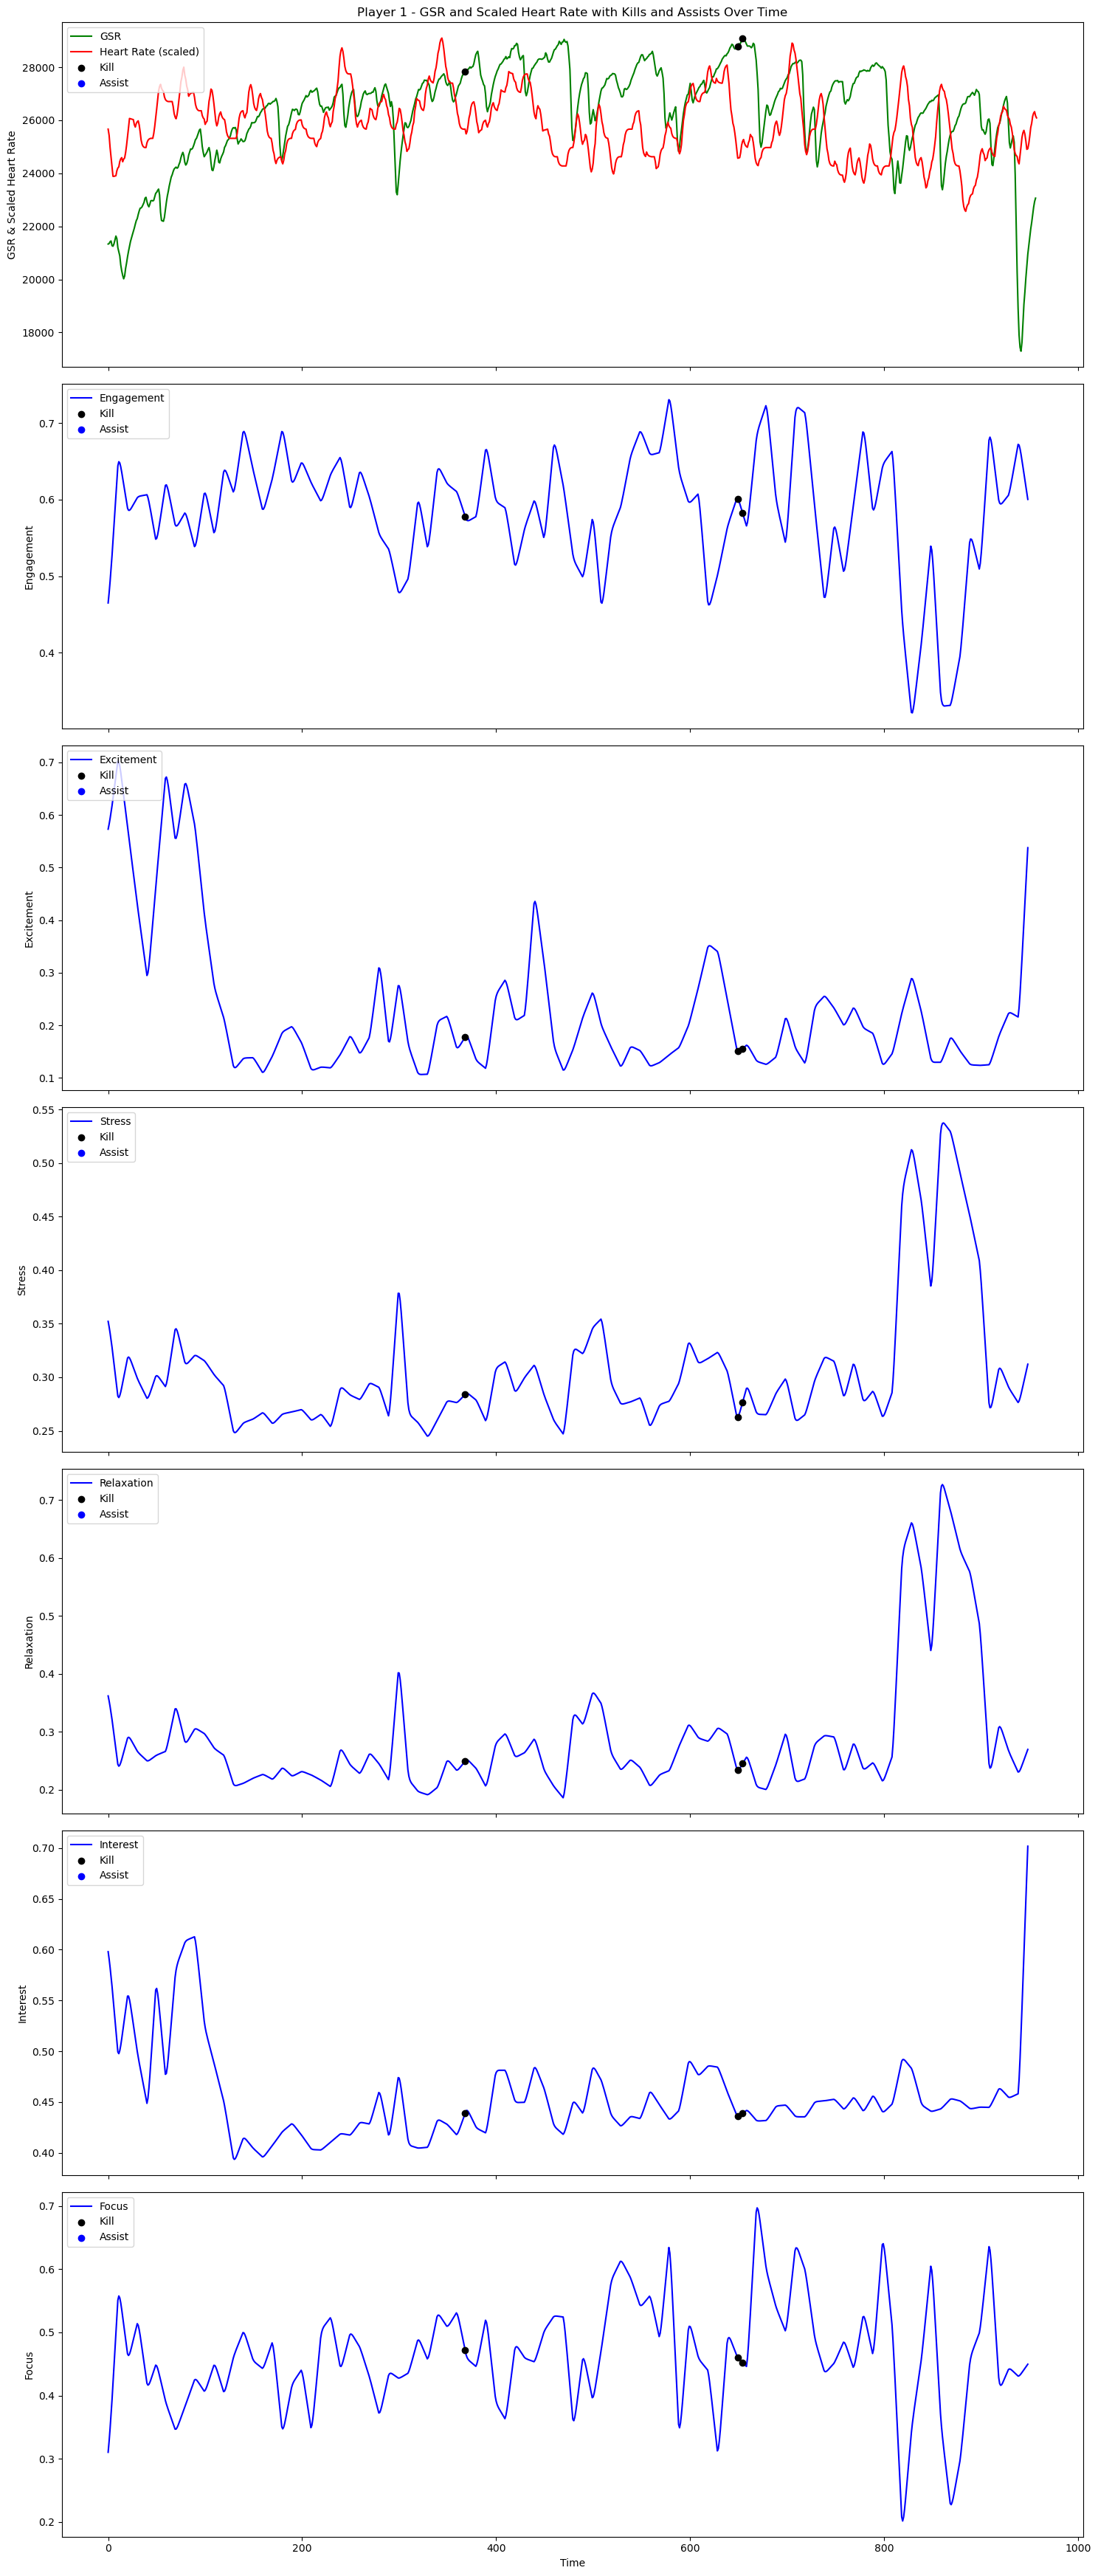 Player 1 - GSR and Scaled Heart Rate with Kills and Assists Over Time
GSR
Heart Rate (scaled)
Kill
Assist
28000
26000
24000
22000
20000
18000
GSR & Scaled Heart Rate
Engagement
Kill
Assist
0.7
0.6
0.5
0.4
Engagement
Excitement
Kill
Assist
0.7
0.6
0.5
0.4
0.3
0.2
0.1
Excitement
Stress
Kill
Assist
0.55
0.50
0.45
0.40
0.35
0.30
0.25
Stress
Relaxation
Kill
Assist
0.7
0.6
0.5
0.4
0.3
0.2
Relaxation
Interest
Kill
Assist
0.70
0.65
0.60
0.55
0.50
0.45
0.40
Interest
Focus
Kill
Assist
0.7
0.6
0.5
0.4
0.3
0.2
Focus
0 200 400 600 800 1000
Time